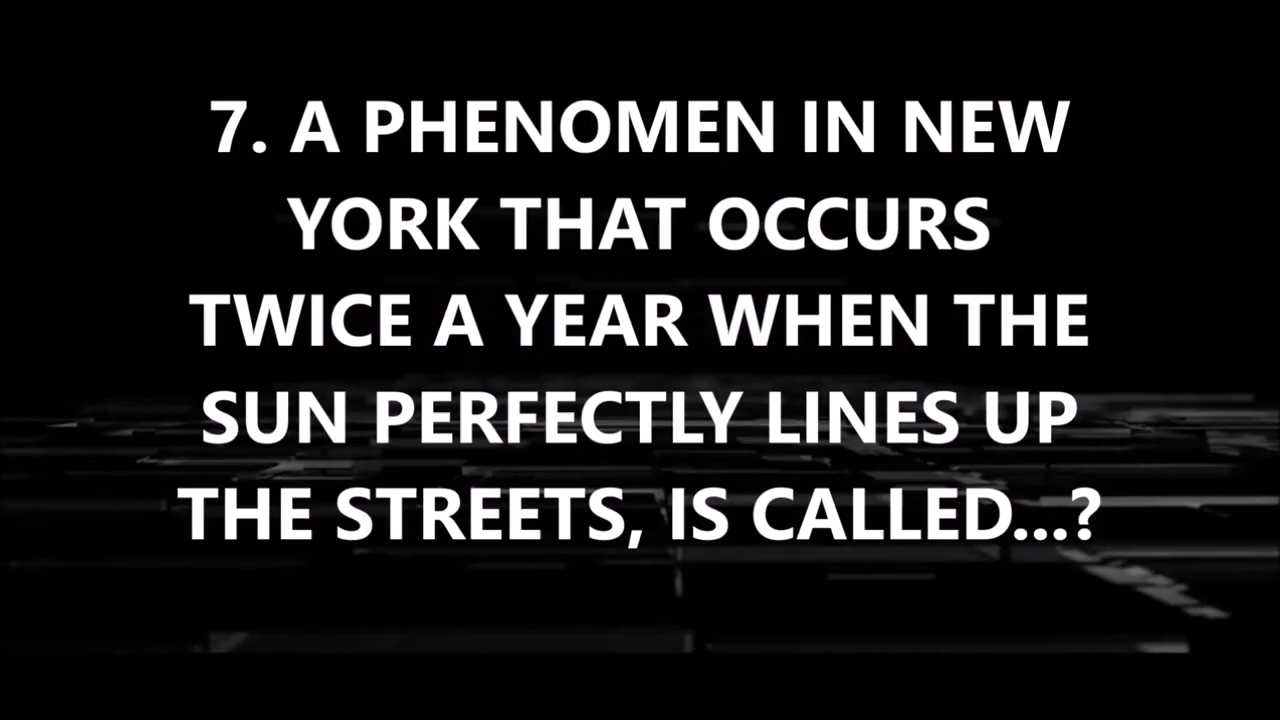 7. A PHENOMEN IN NEW
YORK THAT OCCURS
TWICE A YEAR WHEN THE
SUN PERFECTLY LINES UP
THE STREETS, IS CALLED...?